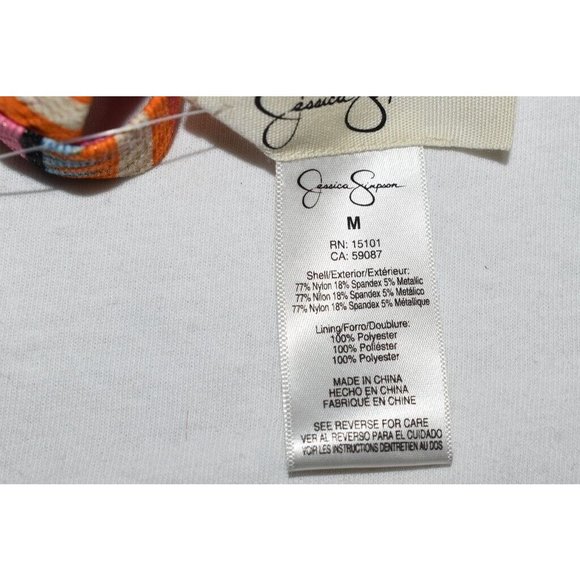 Jessica Simpson
Jessica Simpson
M
RN: 15101
CA: 59087
Shell/Exterior/Extérieur:
77% Nylon 18% Spandex 5% Metallic
77% Nilon 18% Spandex 5% Metálico
77% Nylon 18% Spandex 5% Métallique
Lining/Forro/Doublure:
100% Polyester
100% Poliéster
100% Polyester
MADE IN CHINA
HECHO EN CHINA
FABRIQUÉ EN CHINE
SEE REVERSE FOR CARE
VER AL REVERSO PARA EL CUIDADO
VOIR LES INSTRUCTIONS D'ENTRETIEN AU DOS